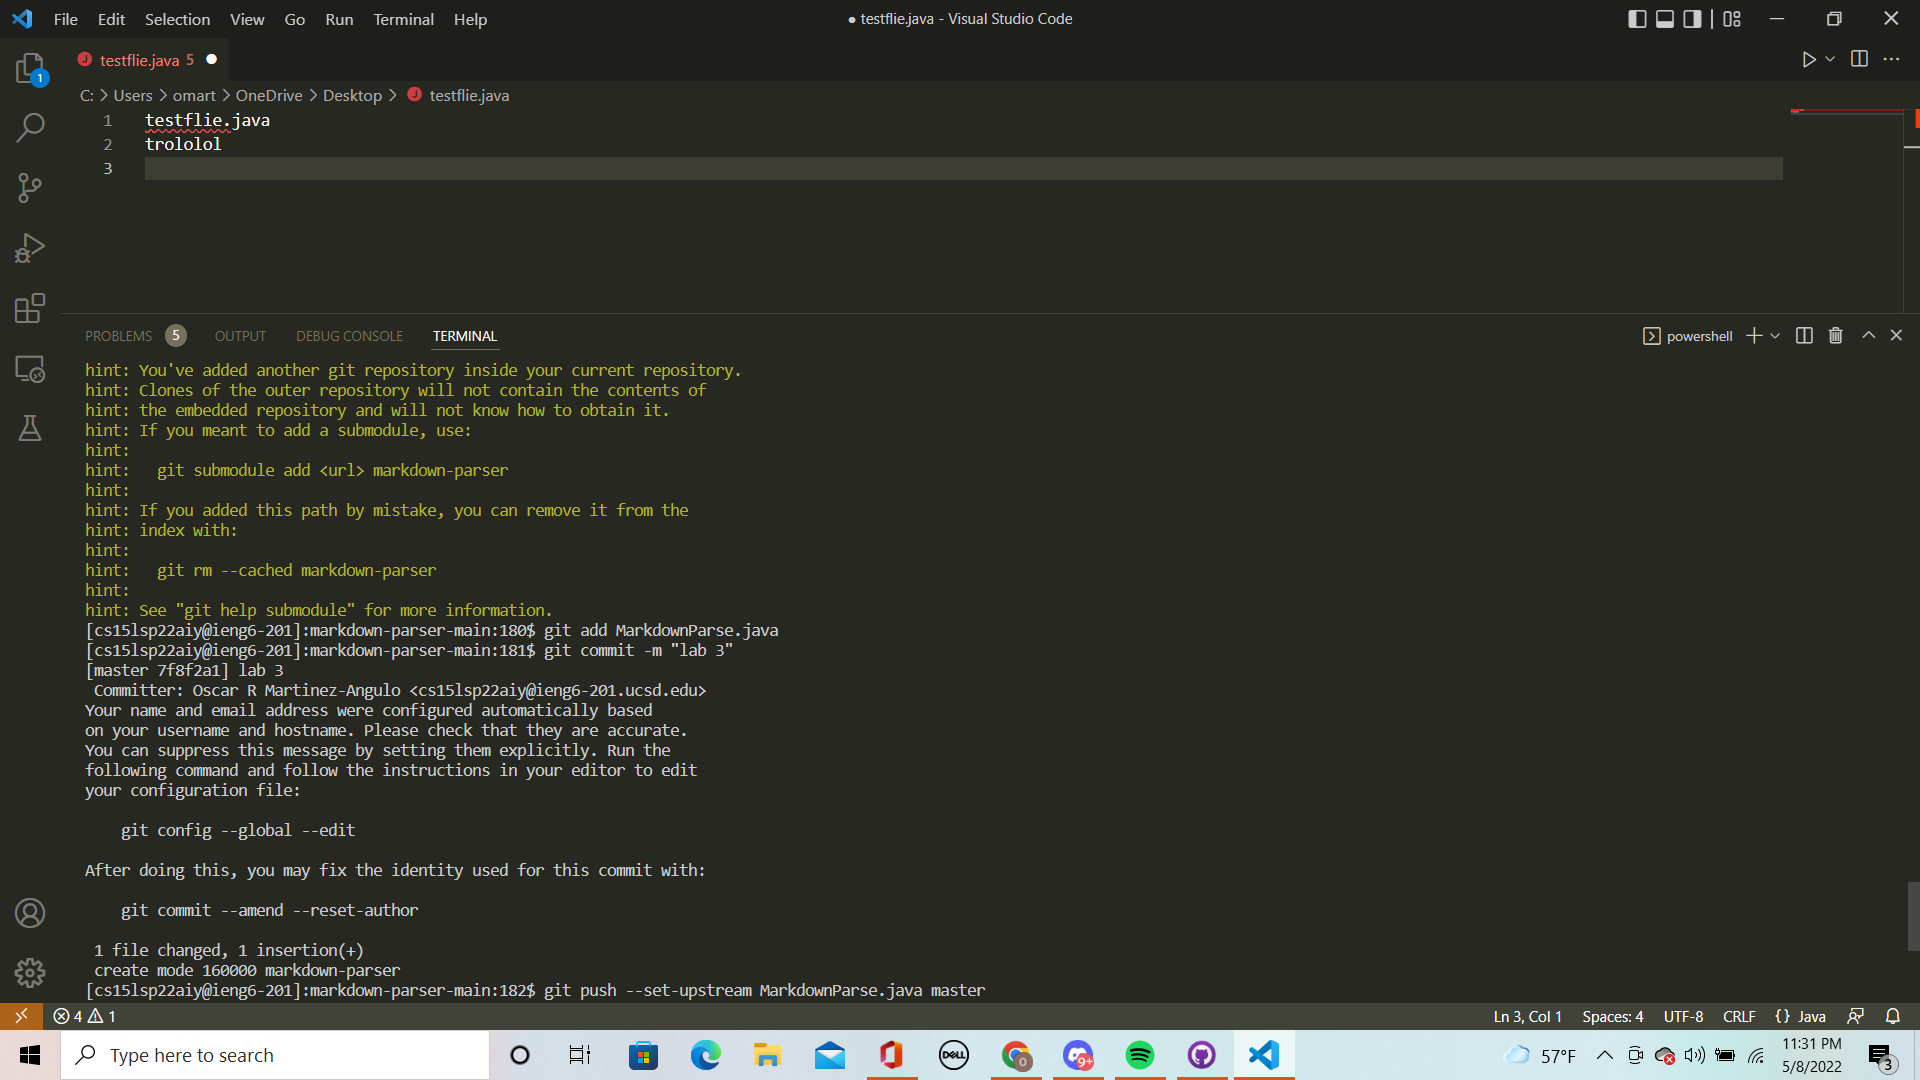 File Edit Selection View Go Run Terminal Help
● testflie.java - Visual Studio Code
1
testflie.java 5 ●
C: > Users > omart > OneDrive > Desktop > testflie.java
1 testflie.java
2 trololol
3
PROBLEMS 5 OUTPUT DEBUG CONSOLE TERMINAL
powershell
hint: You've added another git repository inside your current repository.
hint: Clones of the outer repository will not contain the contents of
hint: the embedded repository and will not know how to obtain it.
hint: If you meant to add a submodule, use:
hint:
hint:   git submodule add <url> markdown-parser
hint:
hint: If you added this path by mistake, you can remove it from the
hint: index with:
hint:
hint:   git rm --cached markdown-parser
hint:
hint: See "git help submodule" for more information.
[cs15lsp22aiy@ieng6-201]:markdown-parser-main:180$ git add MarkdownParse.java
[cs15lsp22aiy@ieng6-201]:markdown-parser-main:181$ git commit -m "lab 3"
[master 7f8f2a1] lab 3
 Committer: Oscar R Martinez-Angulo <cs15lsp22aiy@ieng6-201.ucsd.edu>
Your name and email address were configured automatically based
on your username and hostname. Please check that they are accurate.
You can suppress this message by setting them explicitly. Run the
following command and follow the instructions in your editor to edit
your configuration file:
    git config --global --edit
After doing this, you may fix the identity used for this commit with:
    git commit --amend --reset-author
 1 file changed, 1 insertion(+)
 create mode 160000 markdown-parser
[cs15lsp22aiy@ieng6-201]:markdown-parser-main:182$ git push --set-upstream MarkdownParse.java master
4 1
Ln 3, Col 1 Spaces: 4 UTF-8 CRLF {} Java
Type here to search
DELL
0
9+
57°F
11:31 PM
5/8/2022
3